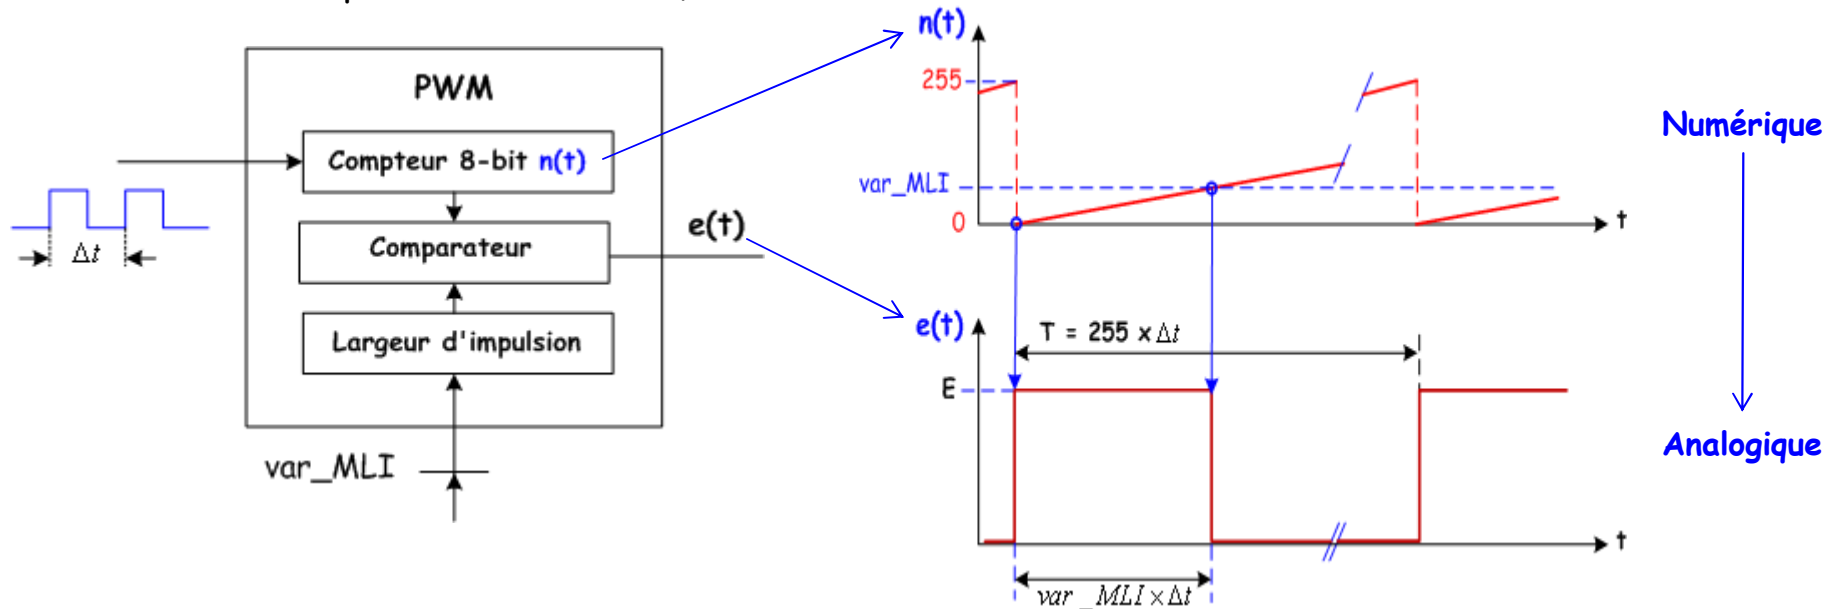 PWM
Compteur 8-bit n(t)
Comparateur
Largeur d'impulsion
Δt
var_MLI
e(t)
n(t)
255
var_MLI
0
t
e(t)
T = 255 x Δt
E
t
var_MLI × Δt
Numérique
Analogique